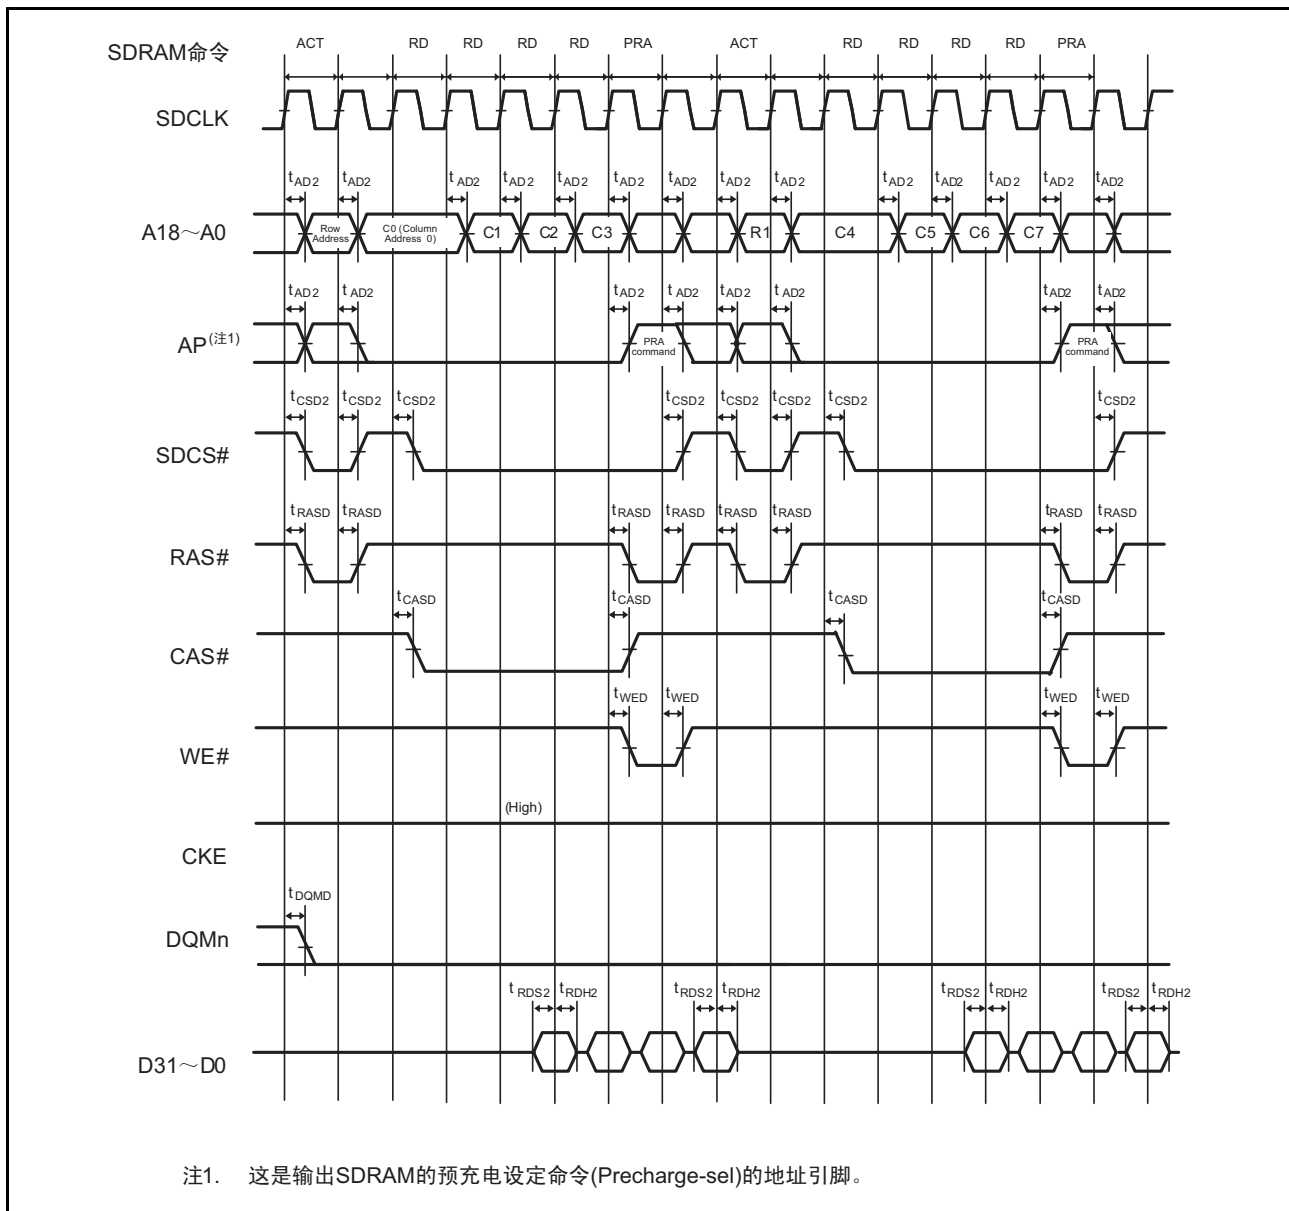 SDRAM命令 ACT RD RD RD RD PRA ACT RD RD RD RD PRA
SDCLK
tAD2 tAD2 tAD2 tAD2 tAD2 tAD2 tAD2 tAD2 tAD2 tAD2 tAD2 tAD2 tAD2 tAD2
A18～A0 Row Address C0 (Column Address 0) C1 C2 C3 R1 C4 C5 C6 C7
tAD2 tAD2 tAD2 tAD2 tAD2 tAD2 tAD2 tAD2
AP(注1) PRA command PRA command
tCSD2 tCSD2 tCSD2 tCSD2 tCSD2 tCSD2 tCSD2 tCSD2
SDCS#
tRASD tRASD tRASD tRASD tRASD tRASD tRASD tRASD
RAS#
tCASD tCASD tCASD tCASD
CAS#
tWED tWED tWED tWED
WE#
(High)
CKE
tDQMD
DQMn
tRDS2 tRDH2 tRDS2 tRDH2 tRDS2 tRDH2 tRDS2 tRDH2
D31～D0
注1. 这是输出SDRAM的预充电设定命令(Precharge-sel)的地址引脚。